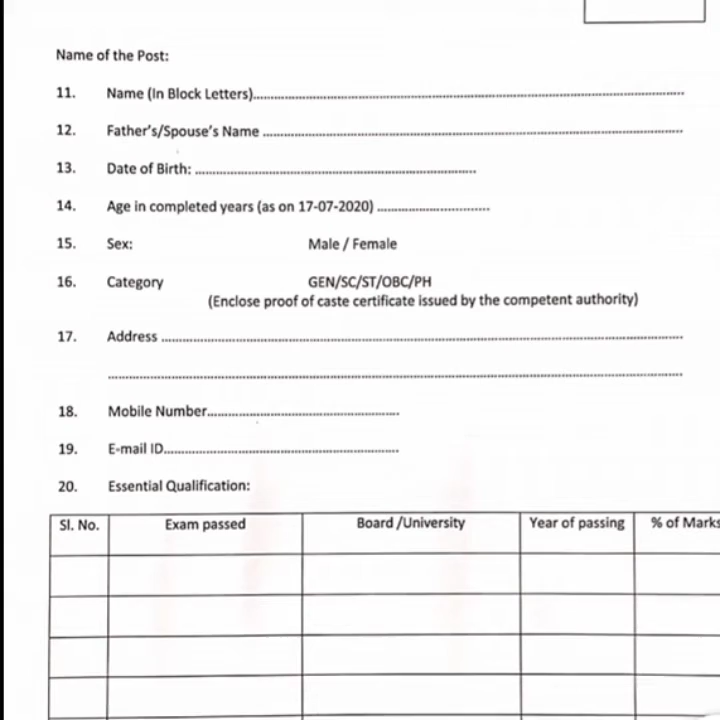 Name of the Post:
11. Name (In Block Letters)................................................
12. Father's/Spouse's Name ................................................
13. Date of Birth: ................................................
14. Age in completed years (as on 17-07-2020) ................................
15. Sex: Male / Female
16. Category GEN/SC/ST/OBC/PH
(Enclose proof of caste certificate issued by the competent authority)
17. Address ................................................
................................................
18. Mobile Number................................................
19. E-mail ID................................................
20. Essential Qualification:
Sl. No. Exam passed Board /University Year of passing % of Marks